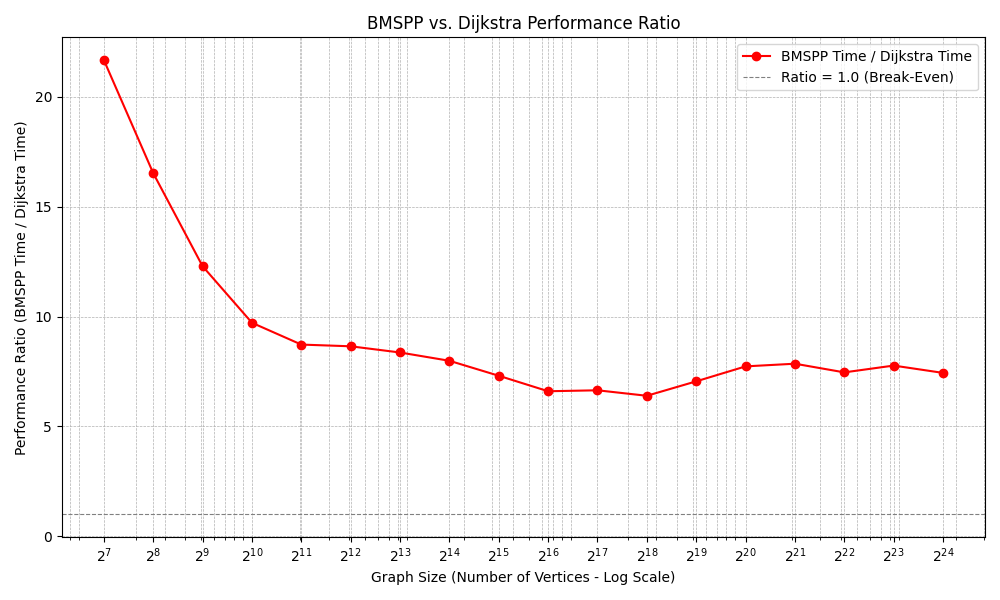 BMSPP vs. Dijkstra Performance Ratio
BMSPP Time / Dijkstra Time
Ratio = 1.0 (Break-Even)
Performance Ratio (BMSPP Time / Dijkstra Time)
20
15
10
5
0
2^7 2^8 2^9 2^10 2^11 2^12 2^13 2^14 2^15 2^16 2^17 2^18 2^19 2^20 2^21 2^22 2^23 2^24
Graph Size (Number of Vertices - Log Scale)